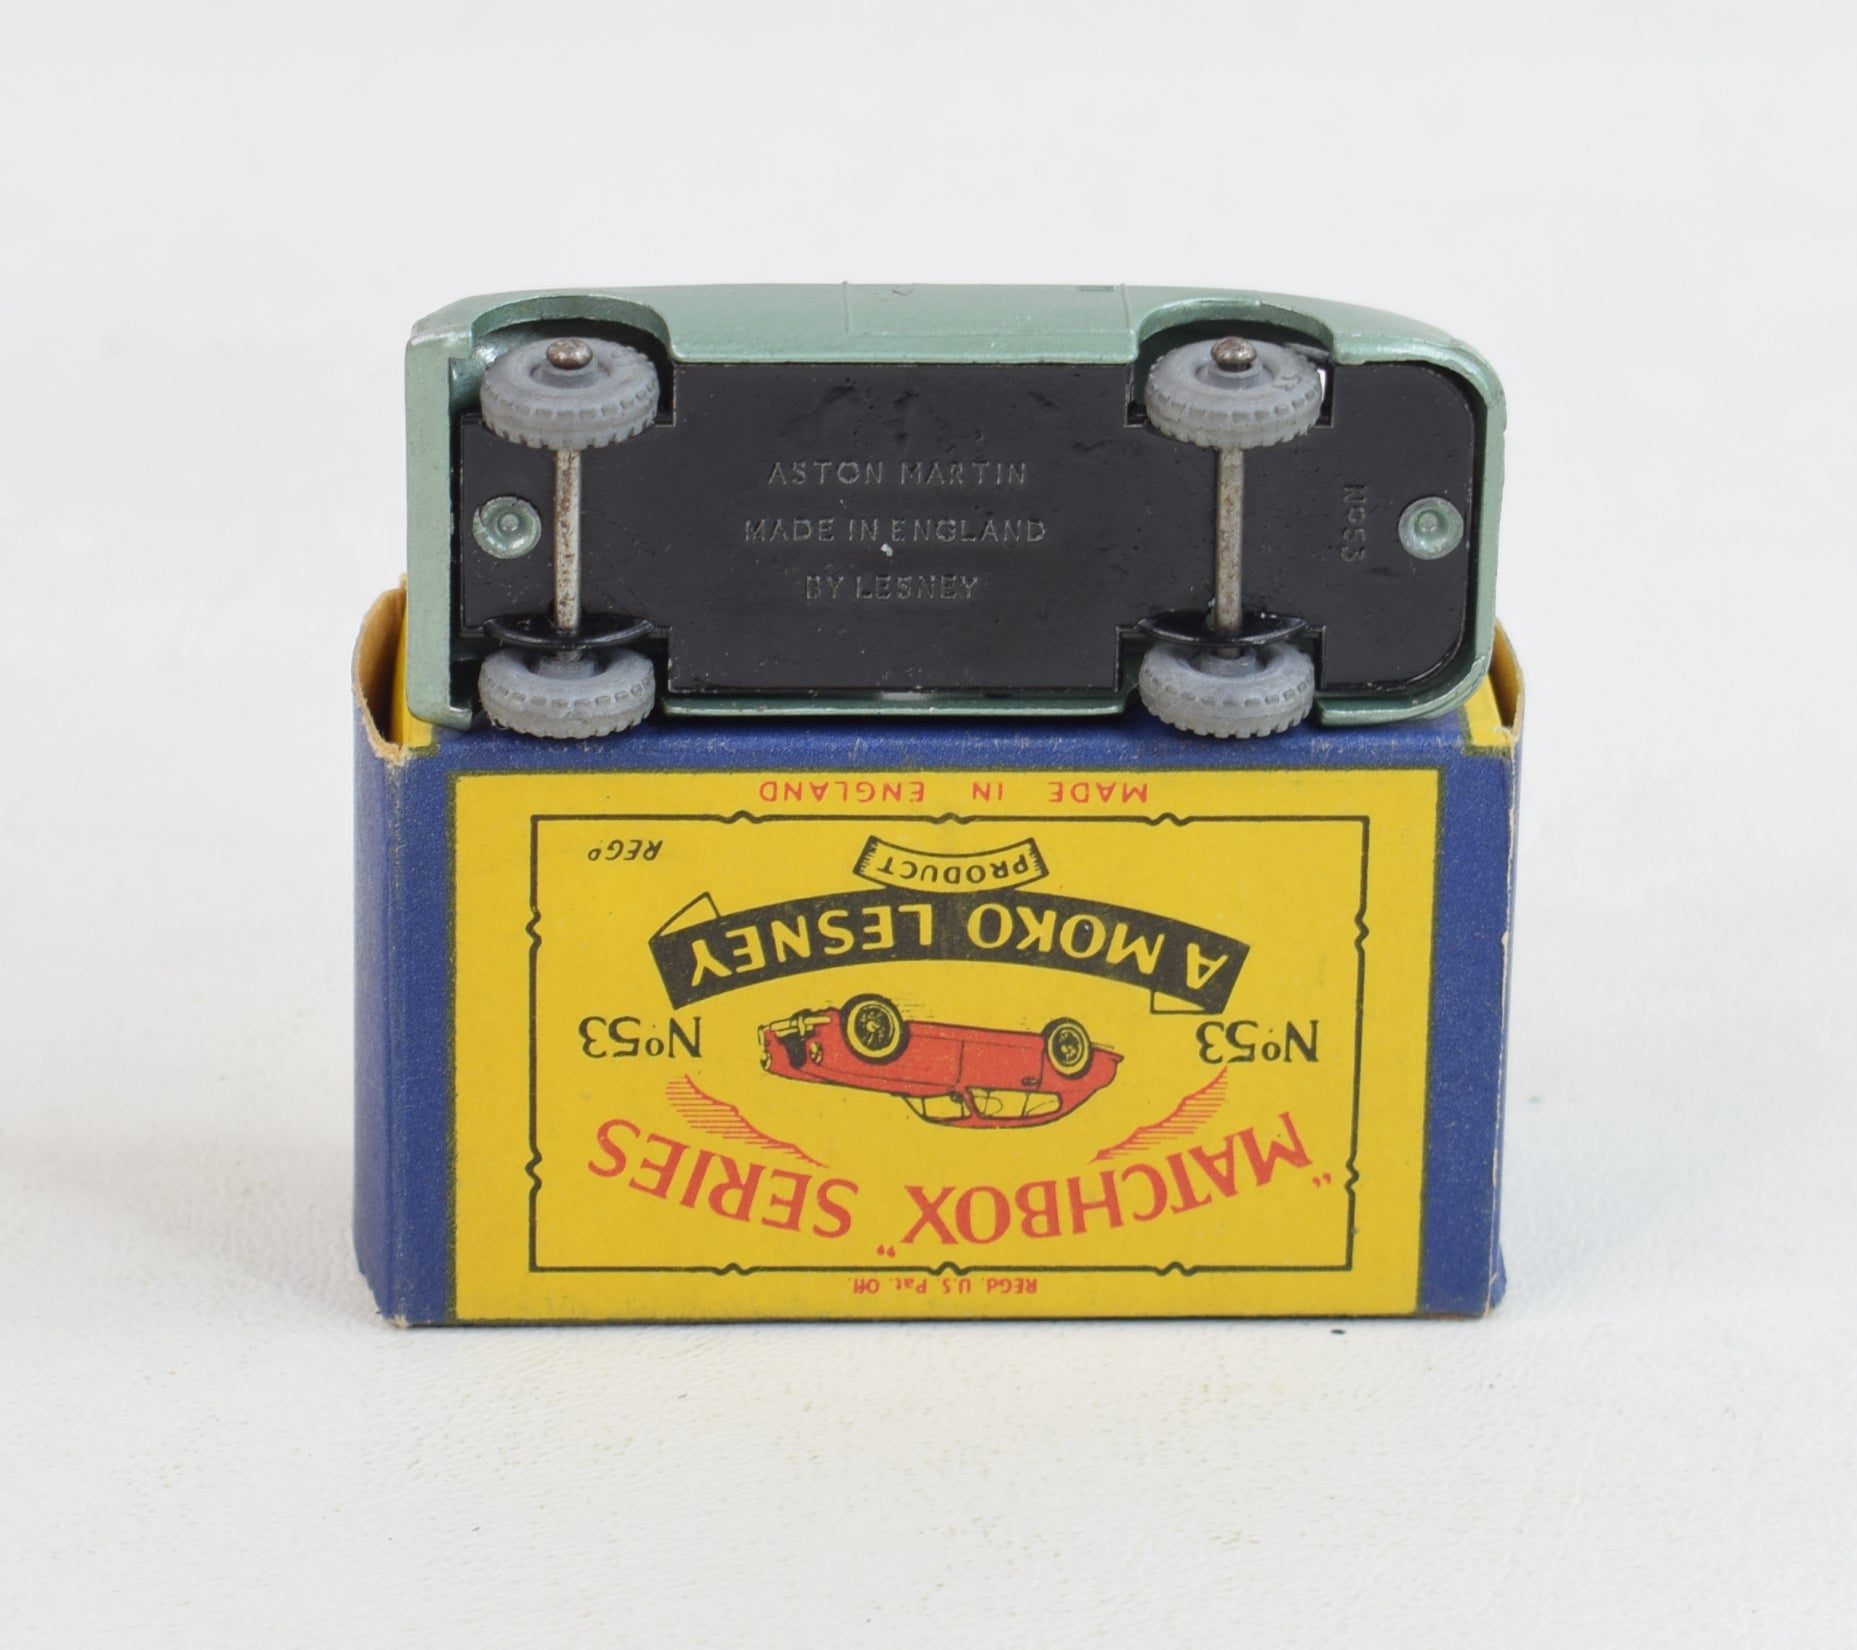 ASTON MARTIN
MADE IN ENGLAND
BY LESNEY
No53
REGd. U.S. Pat. Off.
"MATCHBOX" SERIES
No53
No53
A MOKO LESNEY
PRODUCT
REGD.
MADE IN ENGLAND